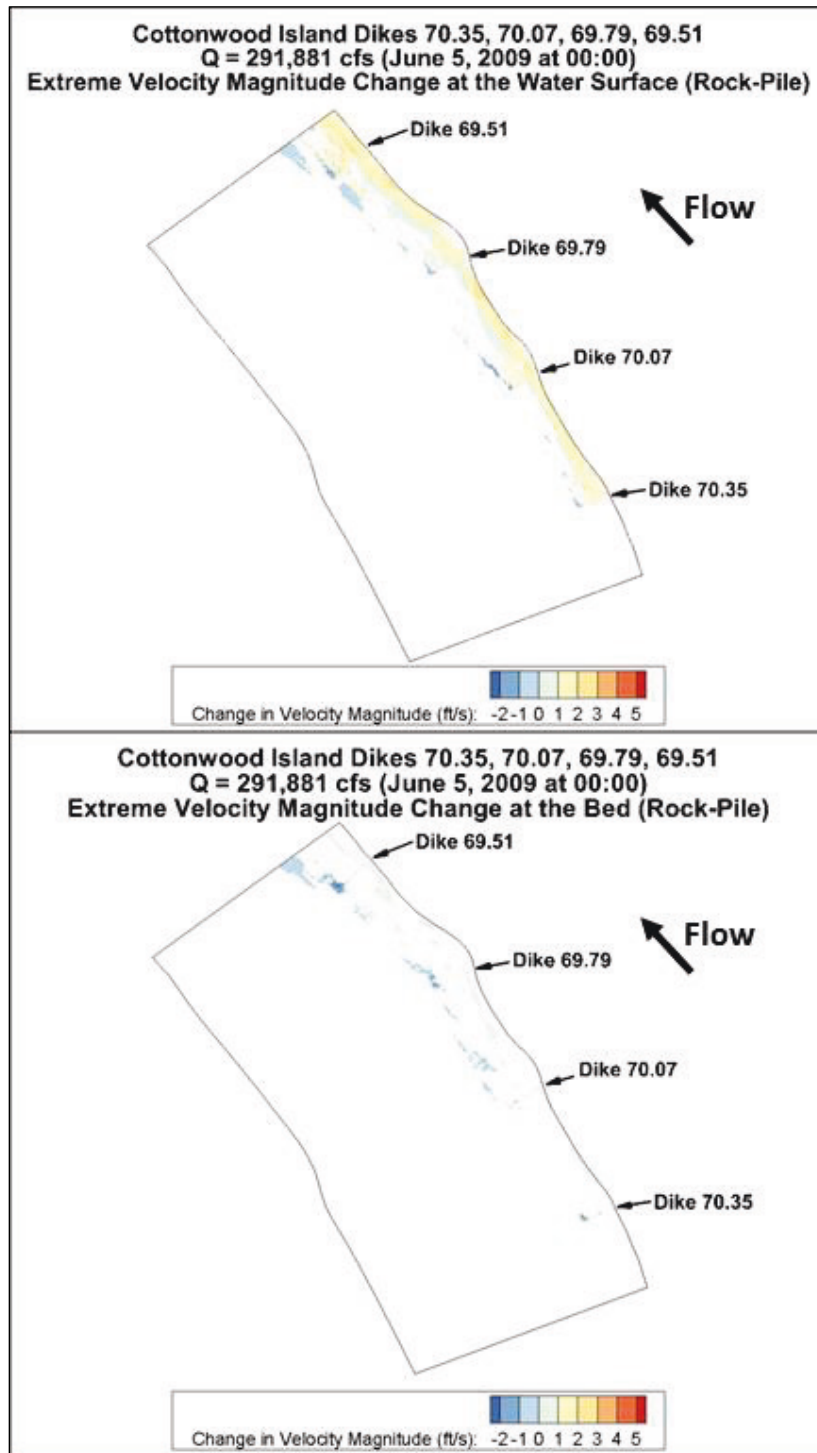 Cottonwood Island Dikes 70.35, 70.07, 69.79, 69.51
Q = 291,881 cfs (June 5, 2009 at 00:00)
Extreme Velocity Magnitude Change at the Water Surface (Rock-Pile)
Dike 69.51
Flow
Dike 69.79
Dike 70.07
Dike 70.35
Change in Velocity Magnitude (ft/s): -2 -1 0 1 2 3 4 5
Cottonwood Island Dikes 70.35, 70.07, 69.79, 69.51
Q = 291,881 cfs (June 5, 2009 at 00:00)
Extreme Velocity Magnitude Change at the Bed (Rock-Pile)
Dike 69.51
Flow
Dike 69.79
Dike 70.07
Dike 70.35
Change in Velocity Magnitude (ft/s): -2 -1 0 1 2 3 4 5